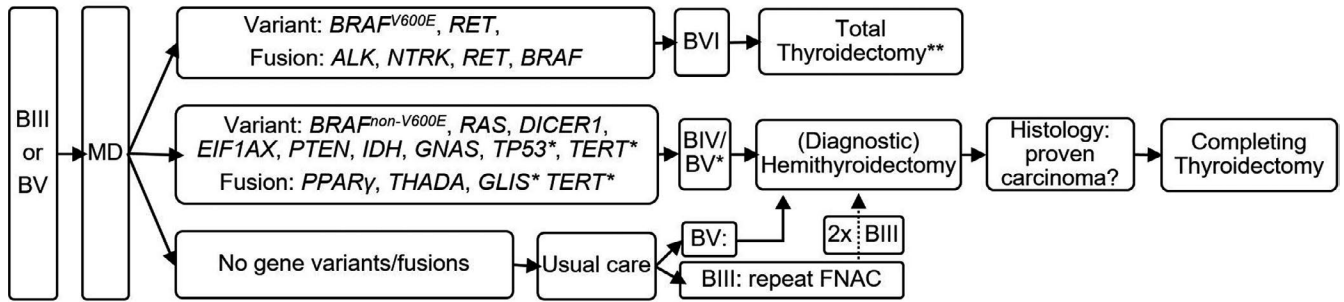 BIII
or
BV
MD
Variant: BRAFV600E, RET,
Fusion: ALK, NTRK, RET, BRAF
BVI
Total
Thyroidectomy**
Variant: BRAFnon-V600E, RAS, DICER1,
EIF1AX, PTEN, IDH, GNAS, TP53*, TERT*
Fusion: PPARγ, THADA, GLIS* TERT*
BIV/
BV*
(Diagnostic)
Hemithyroidectomy
Histology:
proven
carcinoma?
Completing
Thyroidectomy
No gene variants/fusions
Usual care
BV:
2x BIII
BIII: repeat FNAC